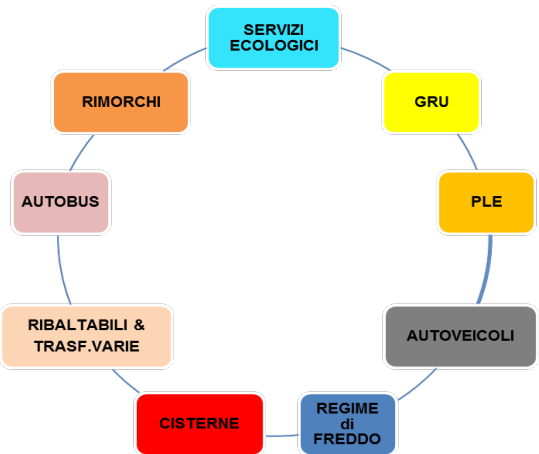 SERVIZI
ECOLOGICI
GRU
PLE
AUTOVEICOLI
REGIME
di
FREDDO
CISTERNE
RIBALTABILI &
TRASF.VARIE
AUTOBUS
RIMORCHI